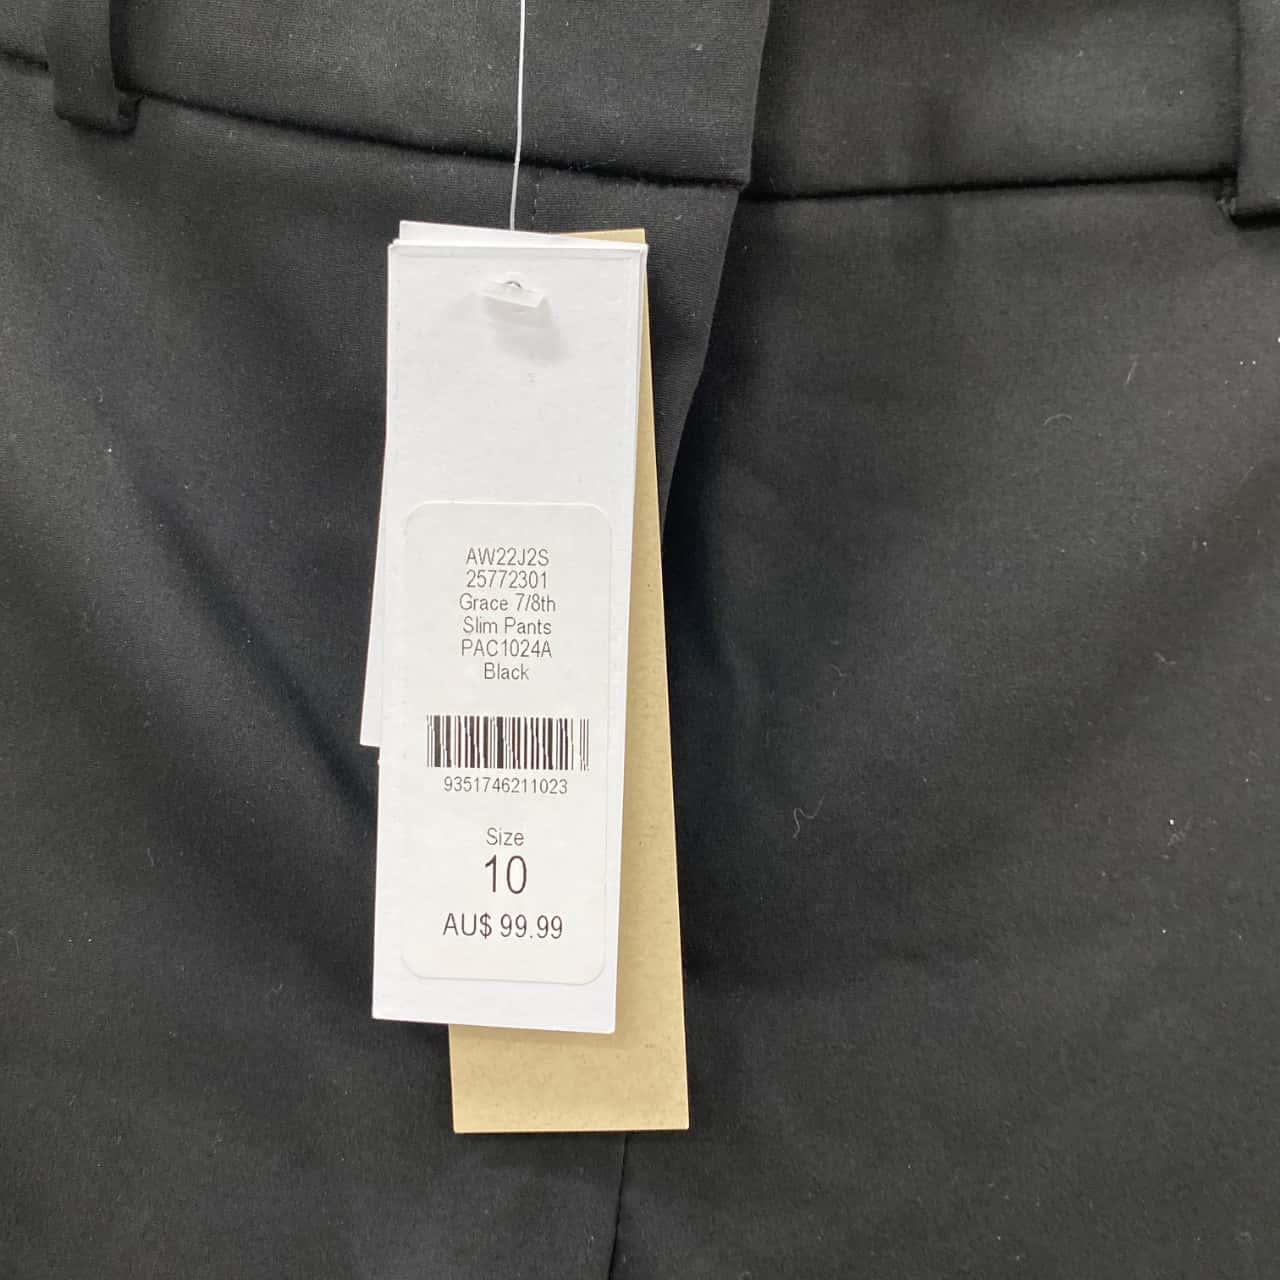 AW22J2S
25772301
Grace 7/8th
Slim Pants
PAC1024A
Black
9351746211023
Size
10
AU$ 99.99